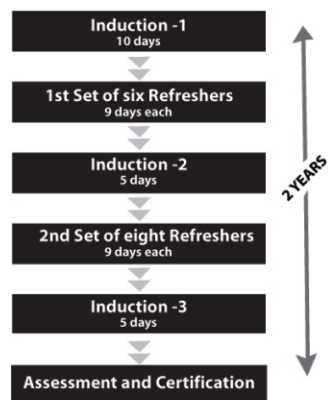 Induction -1
10 days
1st Set of six Refreshers
9 days each
Induction -2
5 days
2nd Set of eight Refreshers
9 days each
Induction -3
5 days
Assessment and Certification
2 YEARS